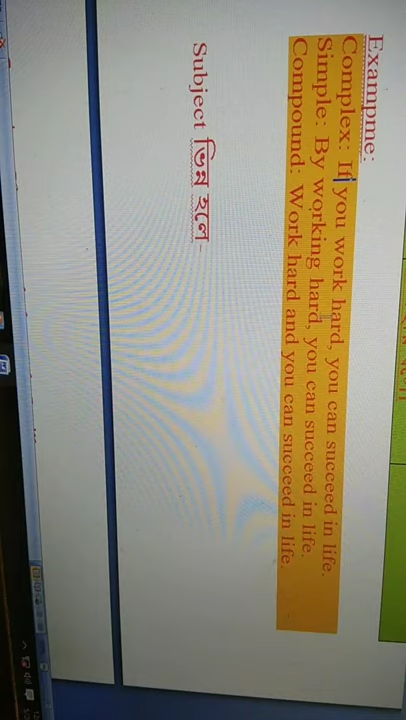 Exampme:
Complex: If you work hard, you can succeed in life.
Simple: By working hard, you can succeed in life.
Compound: Work hard and you can succeed in life.
Subject ভিন্ন হলে-